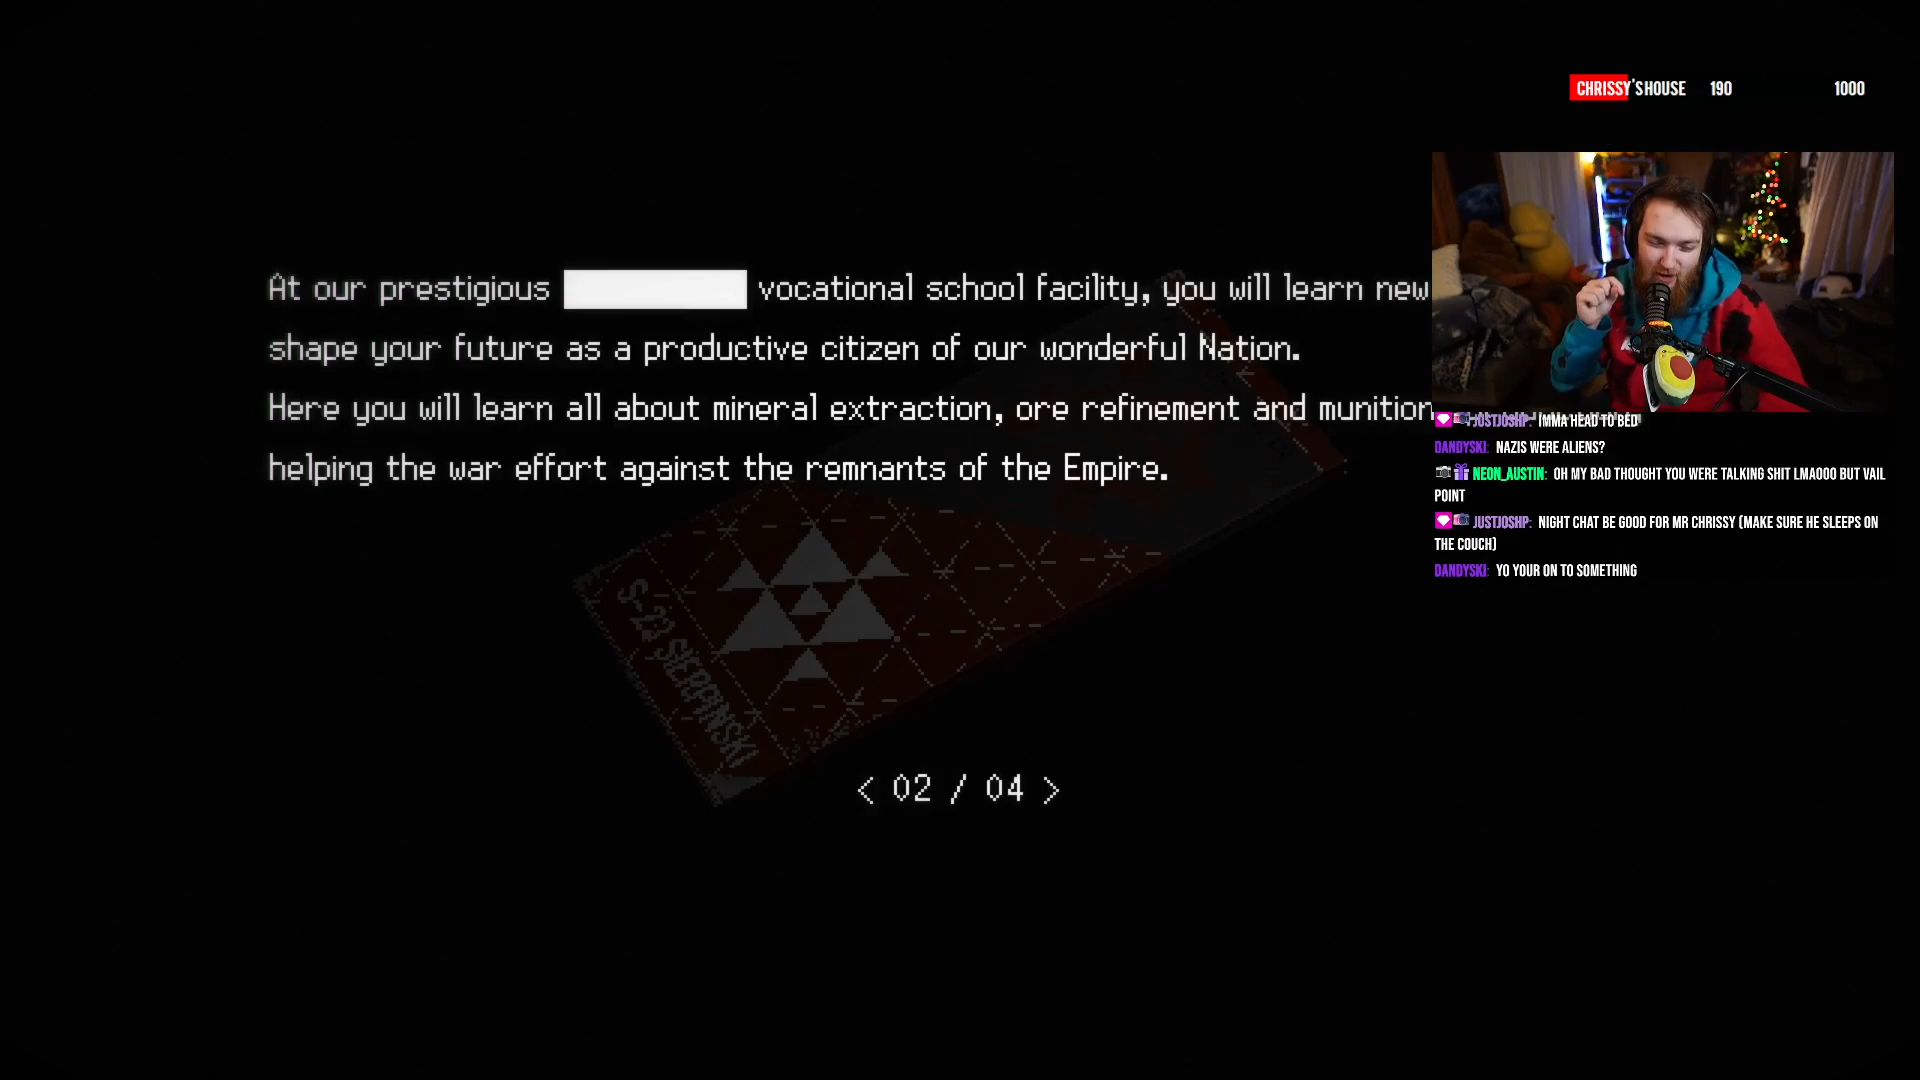 CHRISSY'S HOUSE 190 1000
At our prestigious vocational school facility, you will learn new
shape your future as a productive citizen of our wonderful Nation.
Here you will learn all about mineral extraction, ore refinement and munition
helping the war effort against the remnants of the Empire.
S-23 SIERPINSKI
< 02 / 04 >
JUSTJOSHP: IMMA HEAD TO BED
DANDYSKI: NAZIS WERE ALIENS?
NEON_AUSTIN: OH MY BAD THOUGHT YOU WERE TALKING SHIT LMAOOO BUT VAIL
POINT
JUSTJOSHP: NIGHT CHAT BE GOOD FOR MR CHRISSY (MAKE SURE HE SLEEPS ON
THE COUCH)
DANDYSKI: YO YOUR ON TO SOMETHING